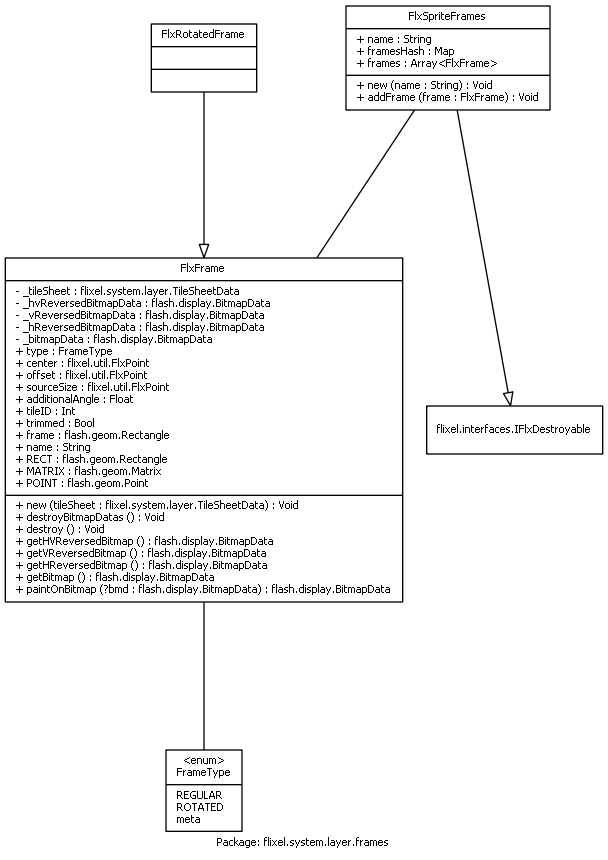 FlxRotatedFrame
FlxSpriteFrames
+ name : String
+ framesHash : Map
+ frames : Array<FlxFrame>
+ new (name : String) : Void
+ addFrame (frame : FlxFrame) : Void
FlxFrame
- _tileSheet : flixel.system.layer.TileSheetData
- _hvReversedBitmapData : flash.display.BitmapData
- _vReversedBitmapData : flash.display.BitmapData
- _hReversedBitmapData : flash.display.BitmapData
- _bitmapData : flash.display.BitmapData
+ type : FrameType
+ center : flixel.util.FlxPoint
+ offset : flixel.util.FlxPoint
+ sourceSize : flixel.util.FlxPoint
+ additionalAngle : Float
+ tileID : Int
+ trimmed : Bool
+ frame : flash.geom.Rectangle
+ name : String
+ RECT : flash.geom.Rectangle
+ MATRIX : flash.geom.Matrix
+ POINT : flash.geom.Point
+ new (tileSheet : flixel.system.layer.TileSheetData) : Void
+ destroyBitmapDatas () : Void
+ destroy () : Void
+ getHVReversedBitmap () : flash.display.BitmapData
+ getVReversedBitmap () : flash.display.BitmapData
+ getHReversedBitmap () : flash.display.BitmapData
+ getBitmap () : flash.display.BitmapData
+ paintOnBitmap (?bmd : flash.display.BitmapData) : flash.display.BitmapData
flixel.interfaces.IFlxDestroyable
<enum>
FrameType
REGULAR
ROTATED
meta
Package: flixel.system.layer.frames